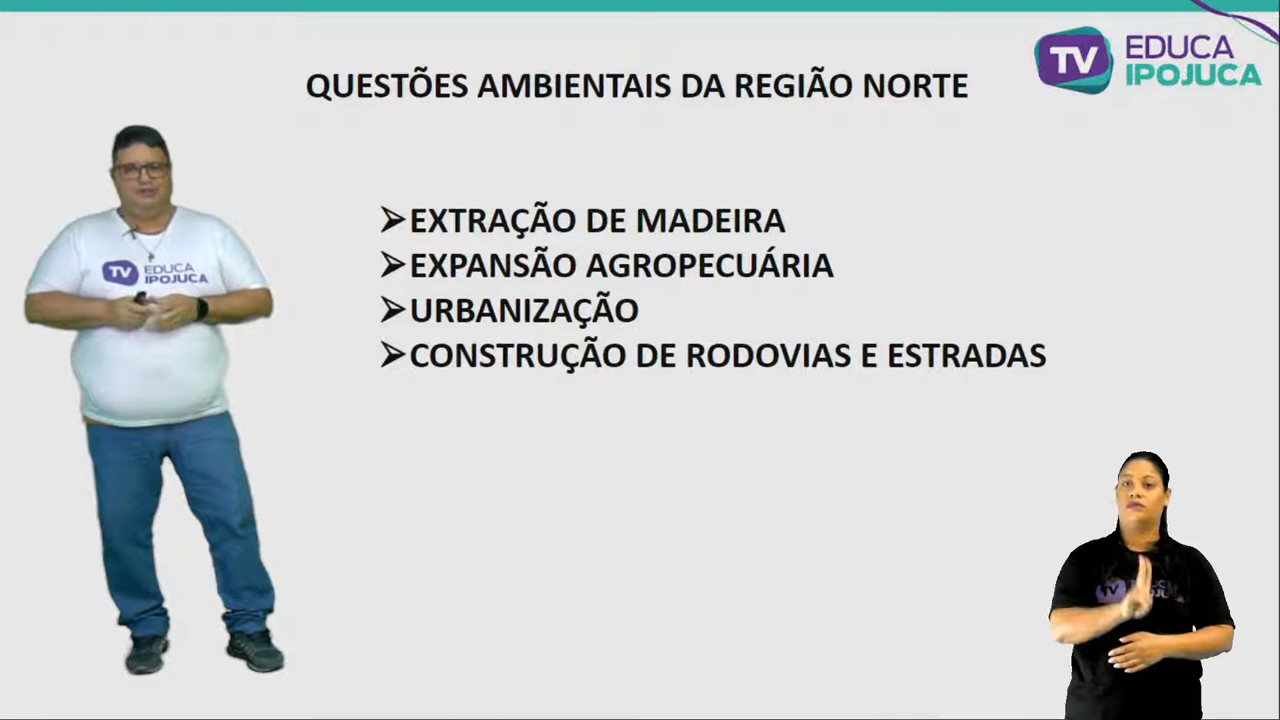 QUESTÕES AMBIENTAIS DA REGIÃO NORTE
TV EDUCA
IPOJUCA
➢EXTRAÇÃO DE MADEIRA
➢EXPANSÃO AGROPECUÁRIA
➢URBANIZAÇÃO
➢CONSTRUÇÃO DE RODOVIAS E ESTRADAS
TV EDUCA
IPOJUCA
TV